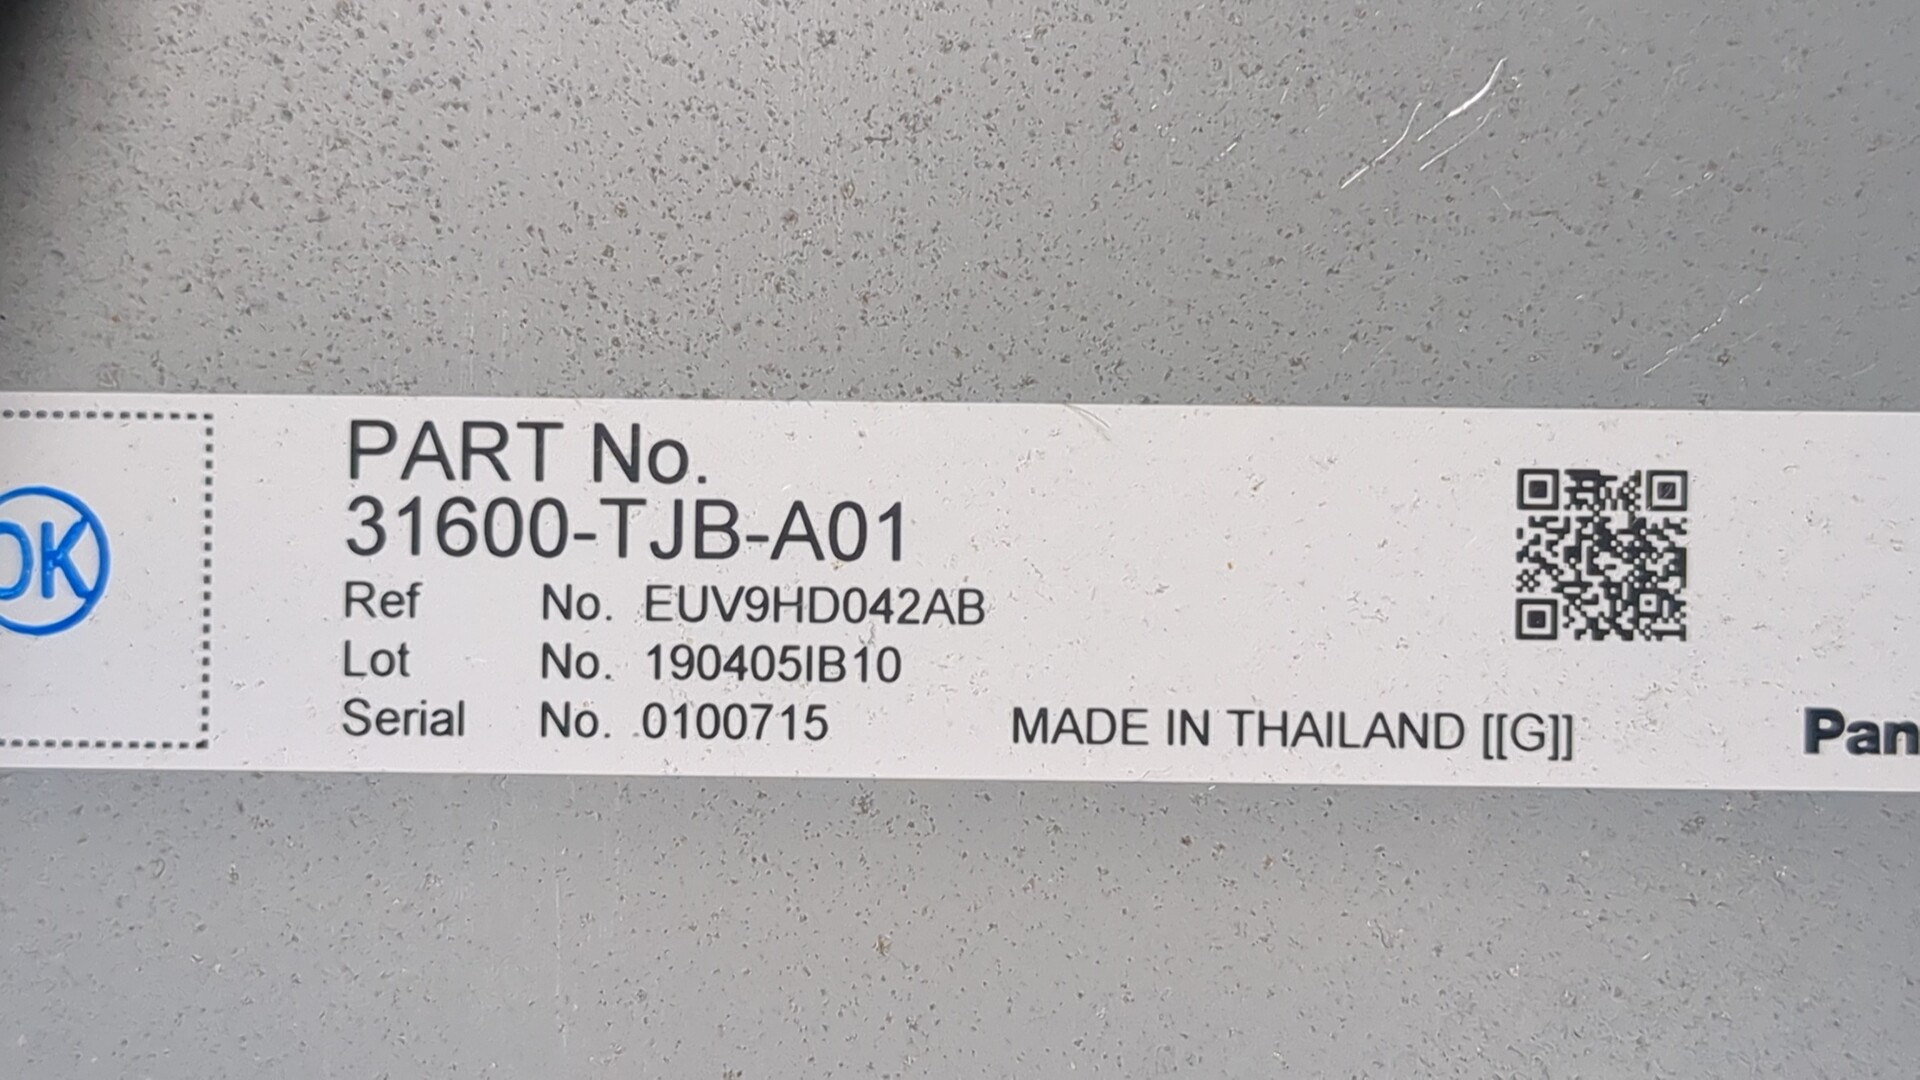 OK
PART No.
31600-TJB-A01
Ref No. EUV9HD042AB
Lot No. 190405IB10
Serial No. 0100715
MADE IN THAILAND [[G]]
Pan